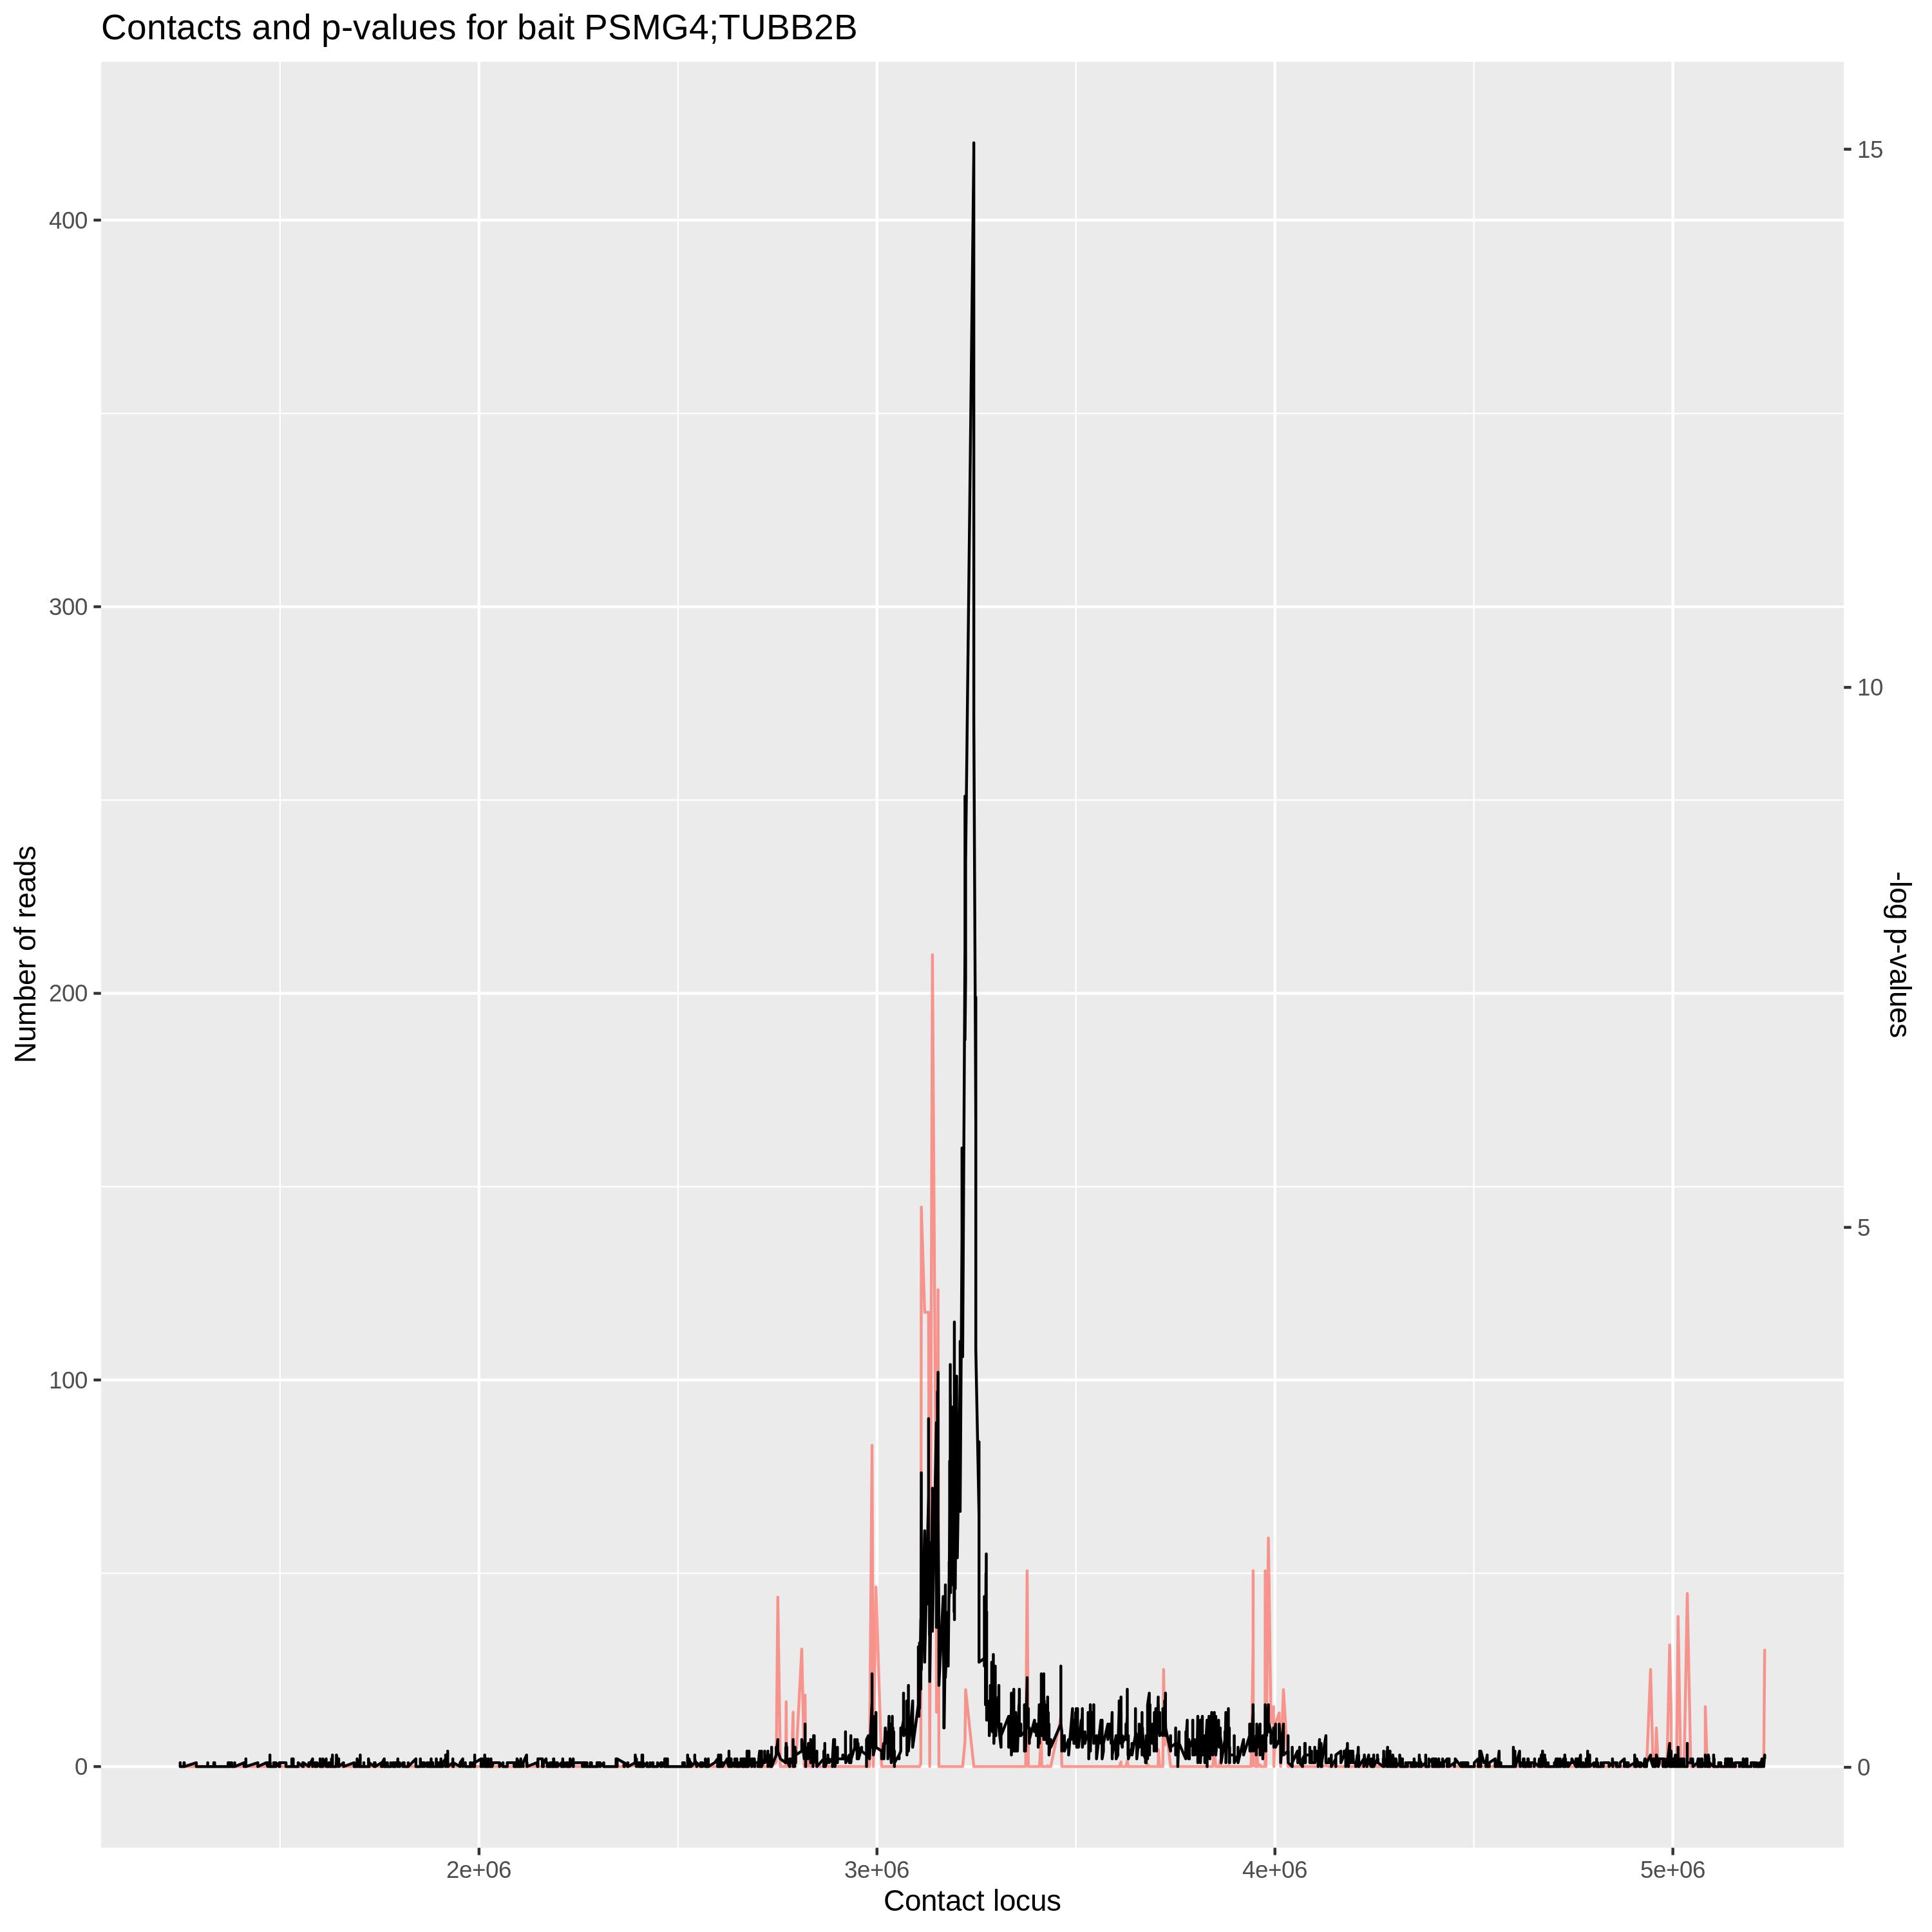 Contacts and p-values for bait PSMG4;TUBB2B
Number of reads
400
300
200
100
0
15
10
5
0
-log p-values
2e+06 3e+06 4e+06 5e+06
Contact locus